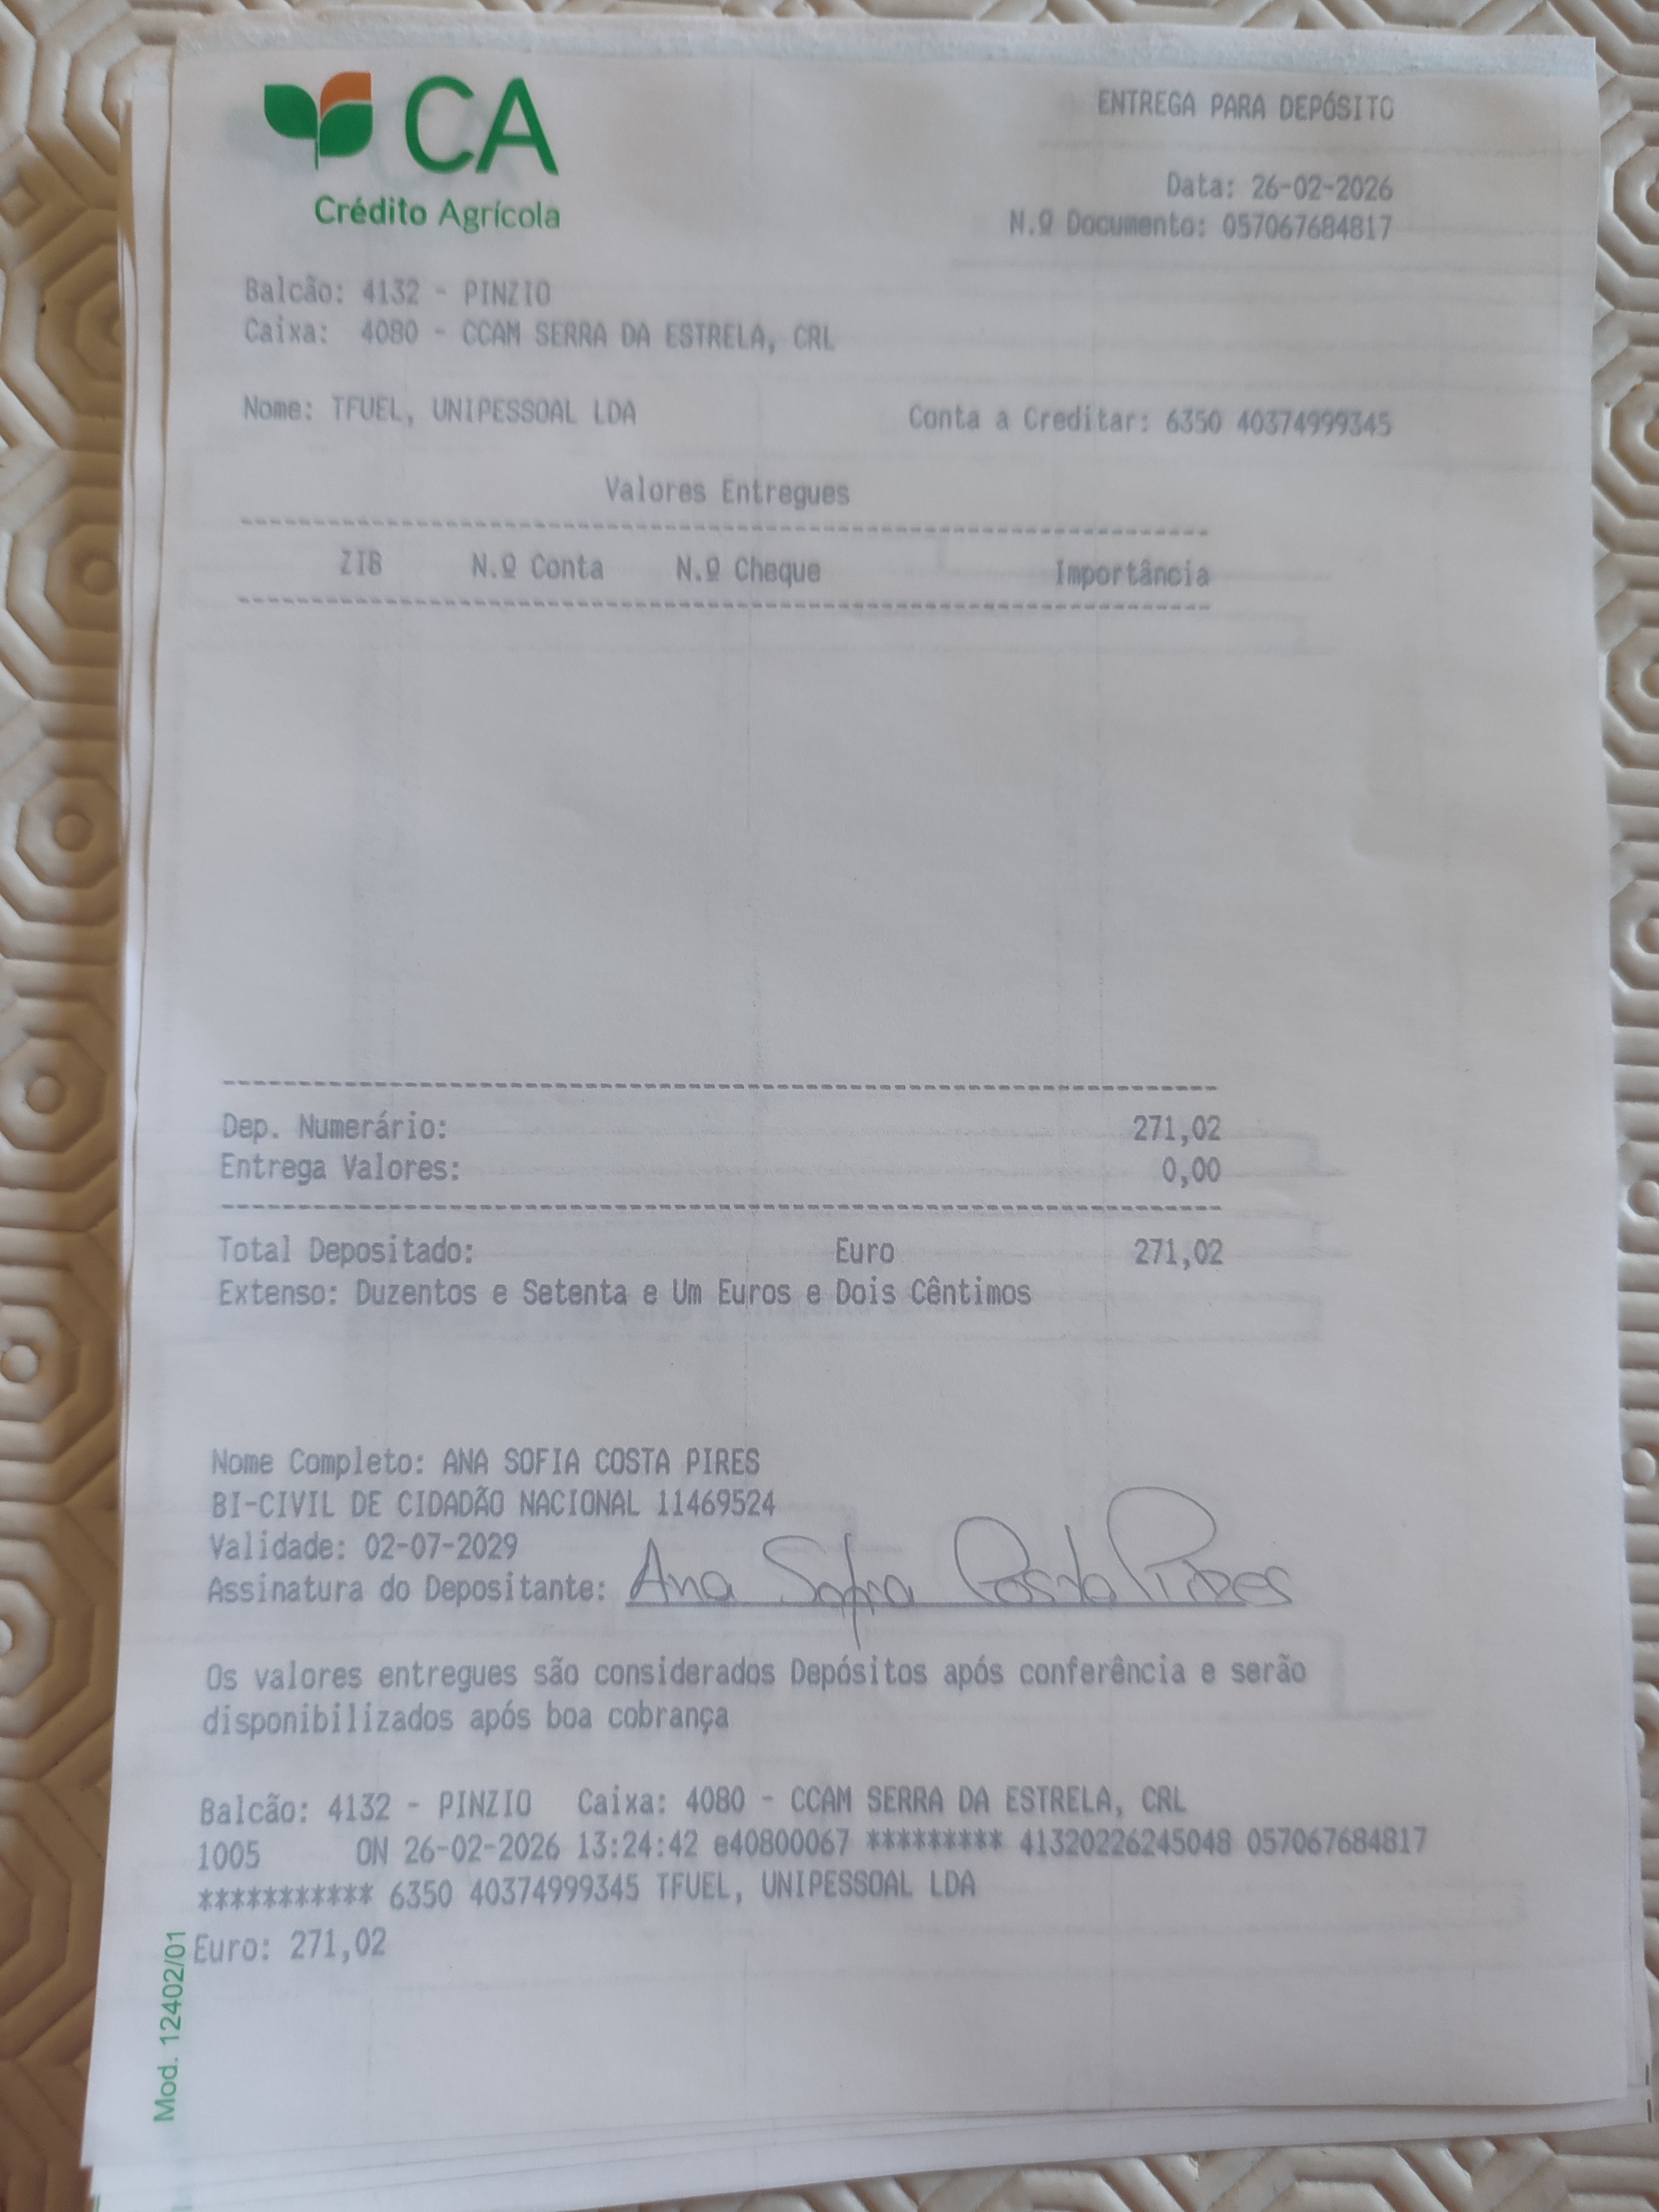 CA
Crédito Agrícola
ENTREGA PARA DEPÓSITO
Data: 26-02-2026
N.º Documento: 057067684817
Balcão: 4132 - PINZIO
Caixa: 4080 - CCAM SERRA DA ESTRELA, CRL
Nome: TFUEL, UNIPESSOAL LDA Conta a Creditar: 6350 40374999345
Valores Entregues
ZIB N.º Conta N.º Cheque Importância
Dep. Numerário: 271,02
Entrega Valores: 0,00
Total Depositado: Euro 271,02
Extenso: Duzentos e Setenta e Um Euros e Dois Cêntimos
Nome Completo: ANA SOFIA COSTA PIRES
BI-CIVIL DE CIDADÃO NACIONAL 11469524
Validade: 02-07-2029
Assinatura do Depositante: Ana Sofia Costa Pires
Os valores entregues são considerados Depósitos após conferência e serão
disponibilizados após boa cobrança
Balcão: 4132 - PINZIO Caixa: 4080 - CCAM SERRA DA ESTRELA, CRL
1005 ON 26-02-2026 13:24:42 e40800067 ********* 41320226245048 057067684817
*********** 6350 40374999345 TFUEL, UNIPESSOAL LDA
Euro: 271,02
Mod. 12402/01